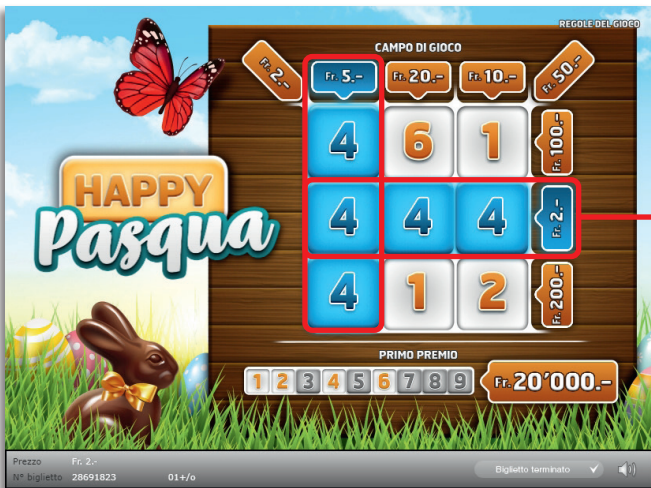 REGOLE DEL GIOCO
CAMPO DI GIOCO
Fr. 2.- Fr. 5.- Fr. 20.- Fr. 10.- Fr. 50.-
4 6 1 Fr. 100.-
HAPPY
Pasqua
4 4 4 Fr. 2.-
4 1 2 Fr. 200.-
PRIMO PREMIO
1 2 3 4 5 6 7 8 9 Fr. 20'000.-
Prezzo Fr. 2.-
N° biglietto 28691823 01+/o
Biglietto terminato